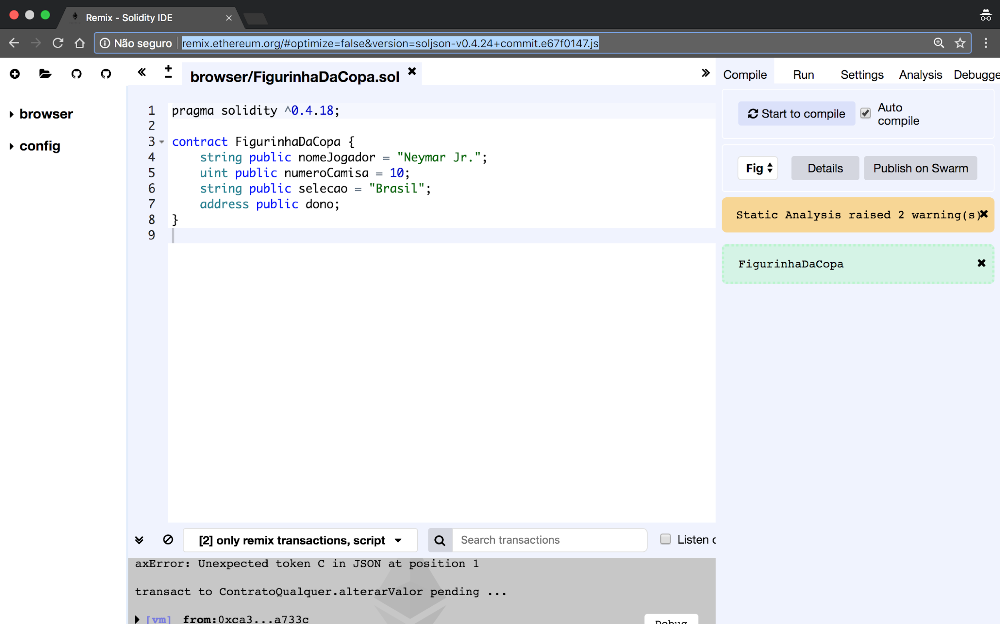 Remix - Solidity IDE
Não seguro remix.ethereum.org/#optimize=false&version=soljson-v0.4.24+commit.e67f0147.js
browser/FigurinhaDaCopa.sol
Compile Run Settings Analysis Debugge
browser
config
1 pragma solidity ^0.4.18;
2
3 contract FigurinhaDaCopa {
4 string public nomeJogador = "Neymar Jr.";
5 uint public numeroCamisa = 10;
6 string public selecao = "Brasil";
7 address public dono;
8 }
9
Start to compile
Auto
compile
Fig
Details
Publish on Swarm
Static Analysis raised 2 warning(s)
FigurinhaDaCopa
[2] only remix transactions, script
Search transactions
Listen
axError: Unexpected token C in JSON at position 1
transact to ContratoQualquer.alterarValor pending ...
[vm] from:0xca3...a733c
Debug